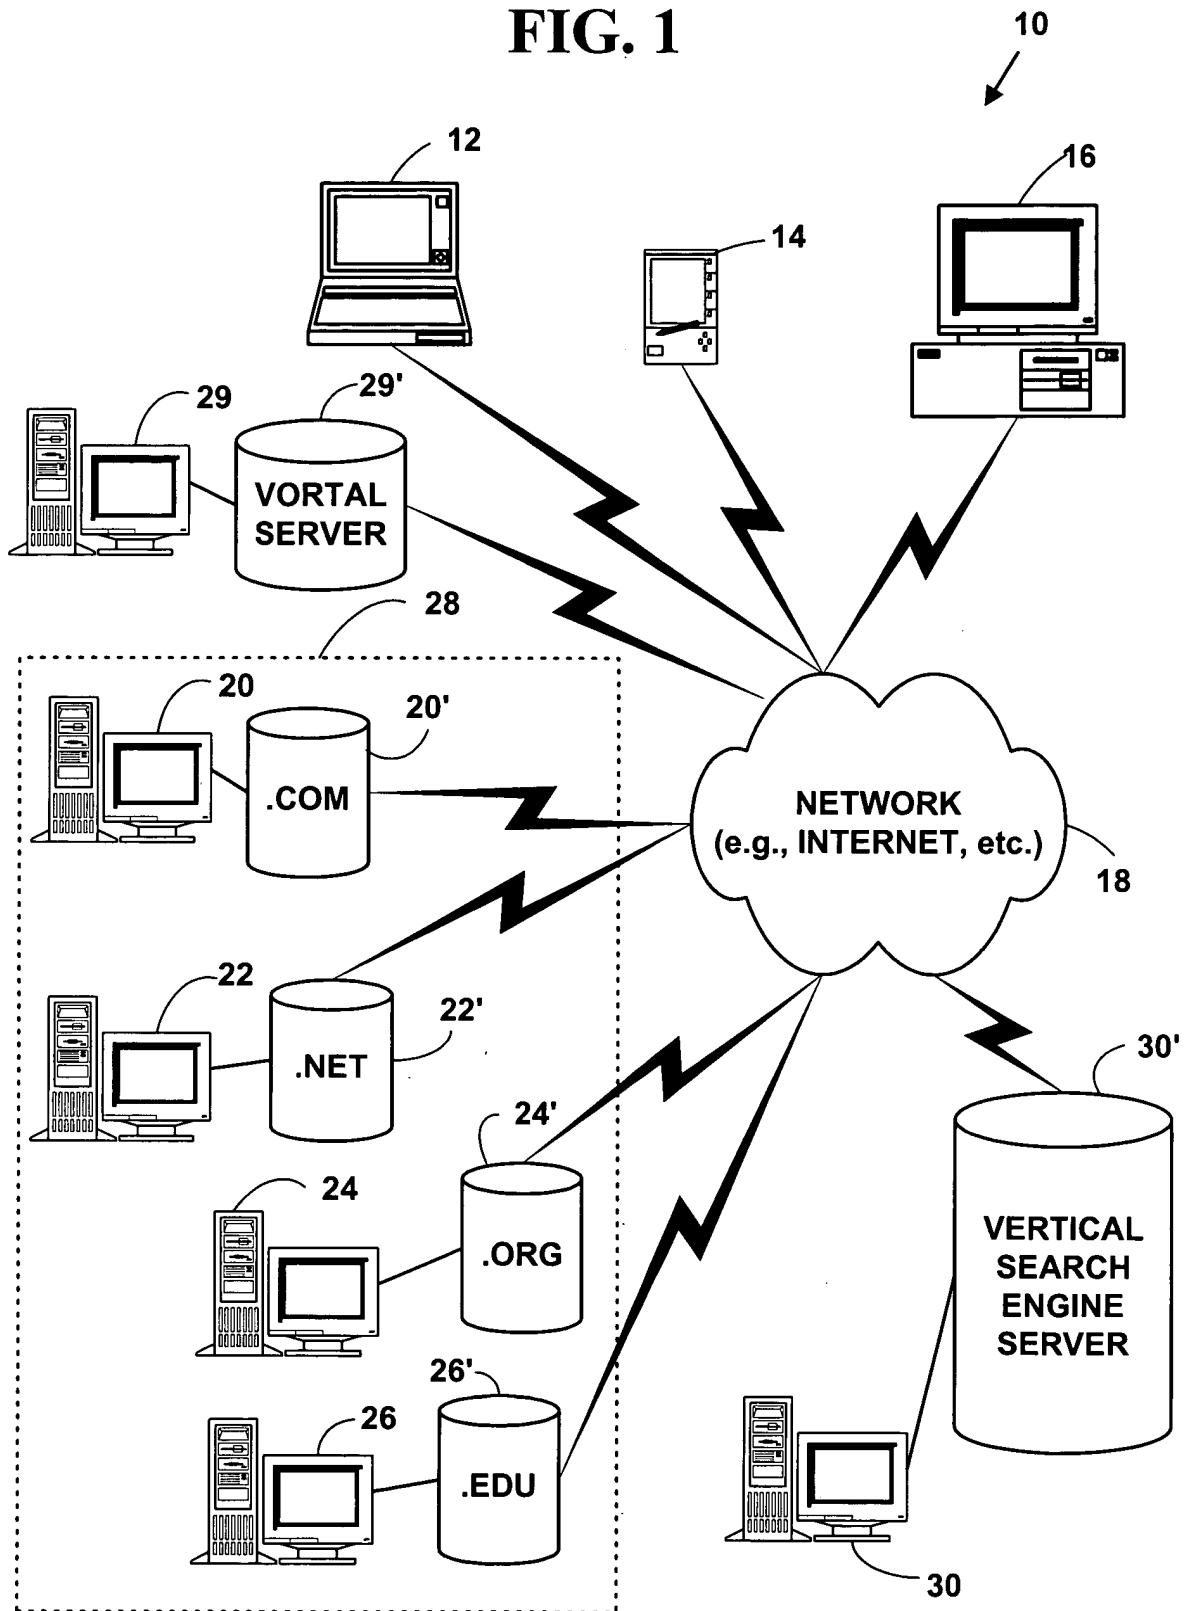 FIG. 1
10
12
16
14
29
29'
VORTAL
SERVER
28
20
20'
.COM
NETWORK
(e.g., INTERNET, etc.)
18
22
22'
.NET
30'
24'
24
.ORG
VERTICAL
SEARCH
ENGINE
SERVER
26'
26
.EDU
30